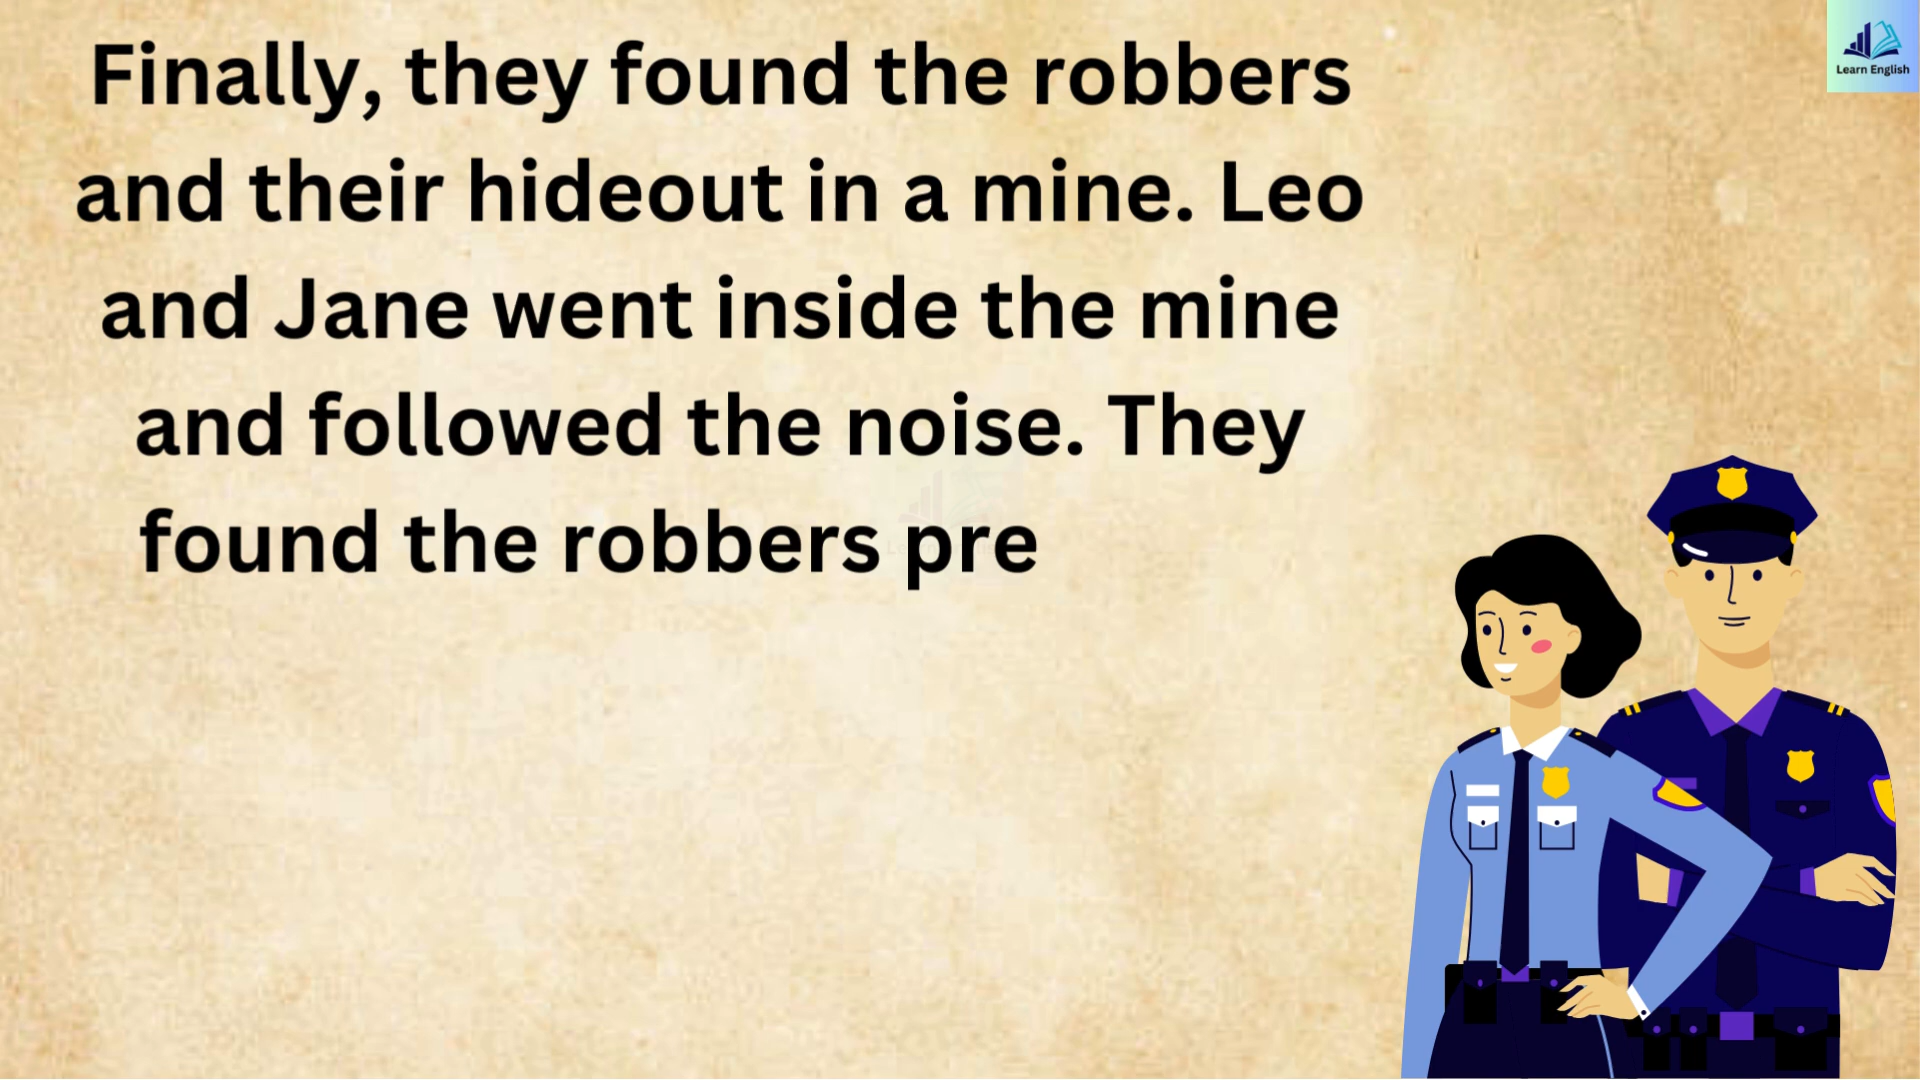 Finally, they found the robbers
and their hideout in a mine. Leo
and Jane went inside the mine
and followed the noise. They
found the robbers pre
Learn English